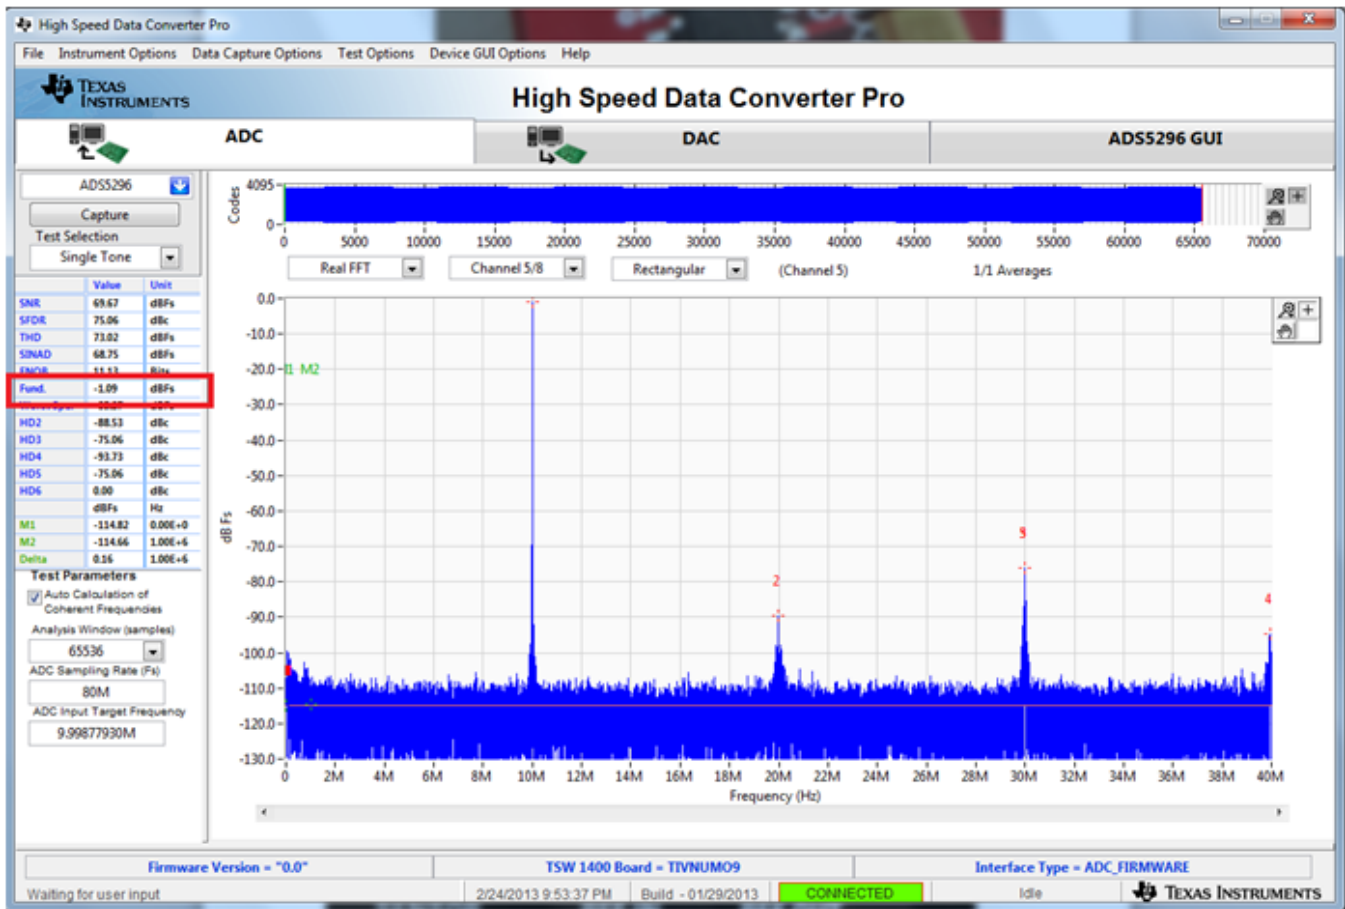 High Speed Data Converter Pro
File Instrument Options Data Capture Options Test Options Device GUI Options Help
TEXAS INSTRUMENTS
High Speed Data Converter Pro
ADC DAC ADS5296 GUI
ADS5296
Capture
Test Selection
Single Tone
Value Unit
SNR 69.67 dBFs
SFDR 75.06 dBc
THD 73.02 dBFs
SINAD 68.75 dBFs
ENOB 11.13 Bits
Fund. -1.09 dBFs
HD2 -88.53 dBc
HD3 -75.06 dBc
HD4 -93.73 dBc
HD5 -75.06 dBc
HD6 0.00 dBc
dBFs Hz
M1 -114.82 0.00E+0
M2 -114.66 1.00E+6
Delta 0.16 1.00E+6
Test Parameters
Auto Calculation of
Coherent Frequencies
Analysis Window (samples)
65536
ADC Sampling Rate (Fs)
80M
ADC Input Target Frequency
9.99877930M
Codes
4095
0
0 5000 10000 15000 20000 25000 30000 35000 40000 45000 50000 55000 60000 65000 70000
Real FFT Channel 5/8 Rectangular (Channel 5) 1/1 Averages
dB Fs
0.0
-10.0
-20.0
M2
-30.0
-40.0
-50.0
-60.0
-70.0
-80.0
2
-90.0
4
-100.0
-110.0
-120.0
-130.0
0 2M 4M 6M 8M 10M 12M 14M 16M 18M 20M 22M 24M 26M 28M 30M 32M 34M 36M 38M 40M
Frequency (Hz)
Firmware Version = "0.0" TSW 1400 Board = TIVNUMO9 Interface Type = ADC_FIRMWARE
Waiting for user input 2/24/2013 9:53:37 PM Build - 01/29/2013 CONNECTED Idle TEXAS INSTRUMENTS